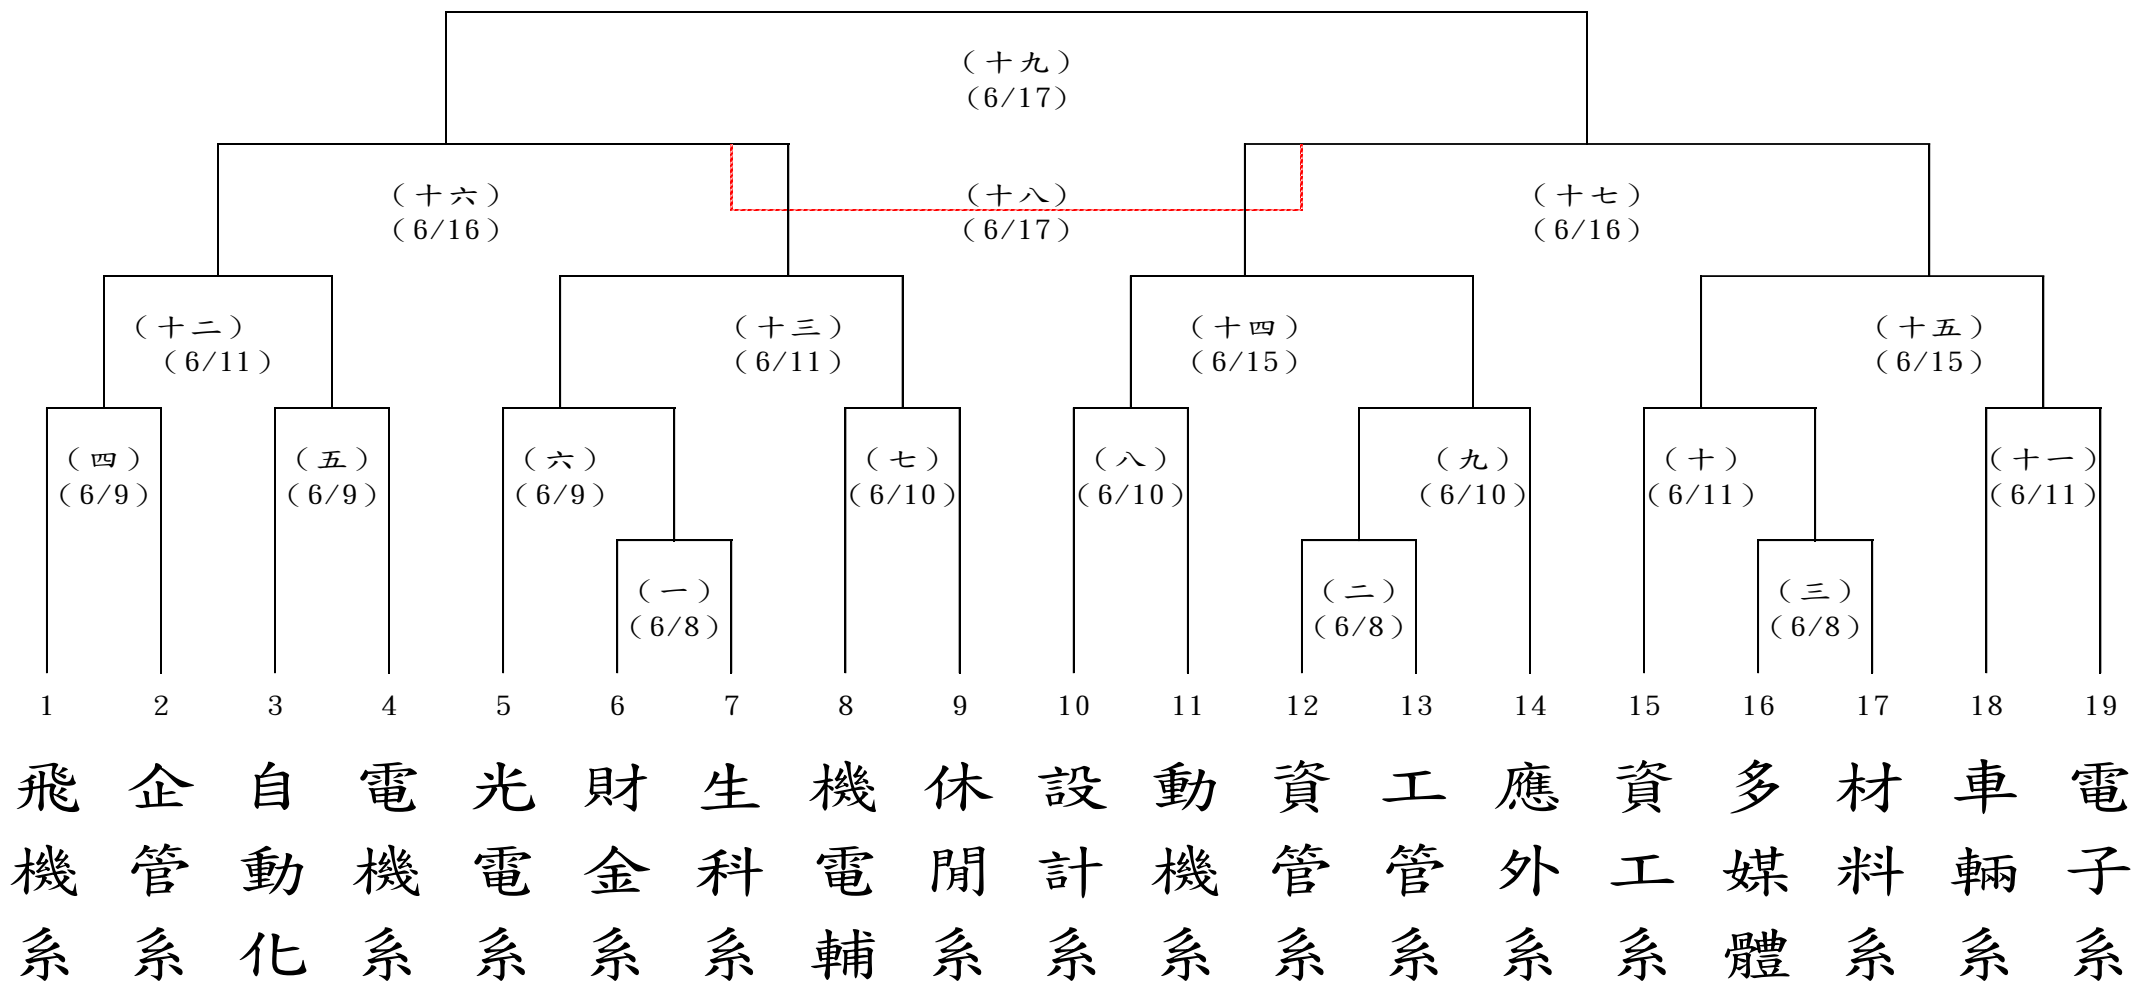 （十九）
（6/17）
（十六）
（6/16）
（十八）
（6/17）
（十七）
（6/16）
（十二）
（6/11）
（十三）
（6/11）
（十四）
（6/15）
（十五）
（6/15）
（四）
（6/9）
（五）
（6/9）
（六）
（6/9）
（七）
（6/10）
（八）
（6/10）
（九）
（6/10）
（十）
（6/11）
（十一）
（6/11）
（一）
（6/8）
（二）
（6/8）
（三）
（6/8）
1 2 3 4 5 6 7 8 9 10 11 12 13 14 15 16 17 18 19
飛機系
企管系
自動化
電機系
光電系
財金系
生科系
機電輔
休閒系
設計系
動機系
資管系
工管系
應外系
資工系
多媒體
材料系
車輛系
電子系